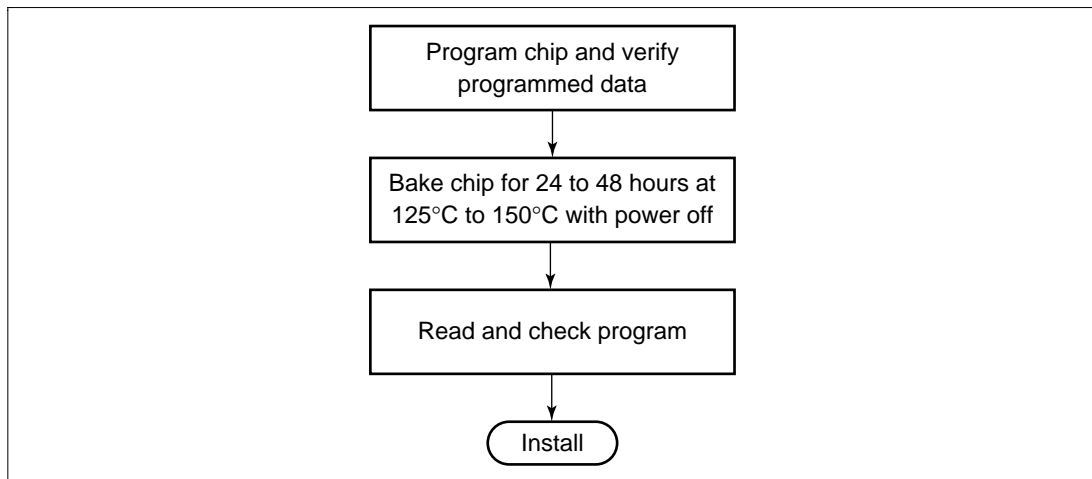 Program chip and verify
programmed data
Bake chip for 24 to 48 hours at
125°C to 150°C with power off
Read and check program
Install